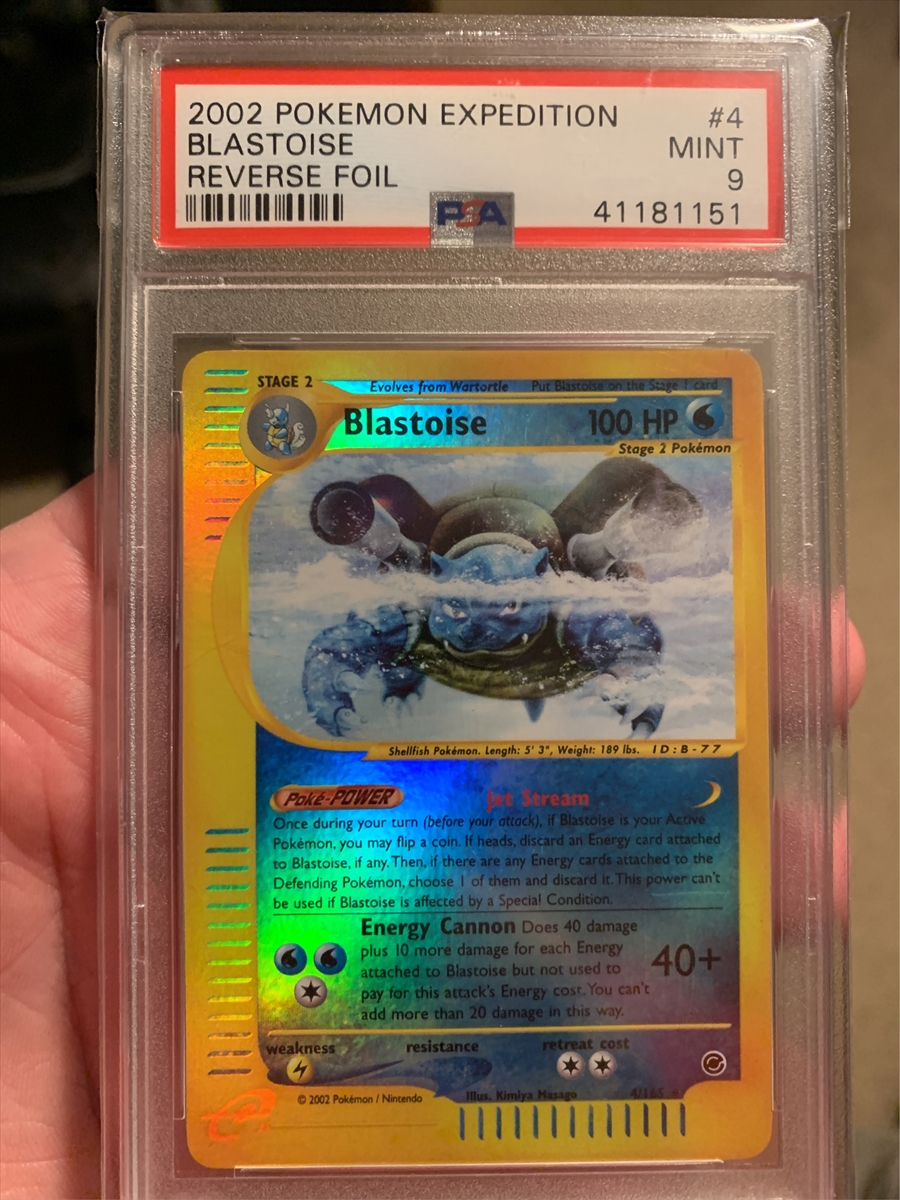 2002 POKEMON EXPEDITION #4
BLASTOISE MINT
REVERSE FOIL 9
PSA 41181151
STAGE 2 Evolves from Wartortle Put Blastoise on the Stage 1 card
Blastoise 100 HP
Stage 2 Pokémon
Shellfish Pokémon. Length: 5' 3", Weight: 189 lbs. ID:B-77
Poké-POWER Jet Stream
Once during your turn (before your attack), if Blastoise is your Active
Pokémon, you may flip a coin. If heads, discard an Energy card attached
to Blastoise, if any. Then, if there are any Energy cards attached to the
Defending Pokémon, choose 1 of them and discard it. This power can't
be used if Blastoise is affected by a Special Condition.
Energy Cannon Does 40 damage
plus 10 more damage for each Energy
attached to Blastoise but not used to 40+
pay for this attack's Energy cost. You can't
add more than 20 damage in this way.
weakness resistance retreat cost
© 2002 Pokémon / Nintendo Illus. Kimiya Masago 4/165
e